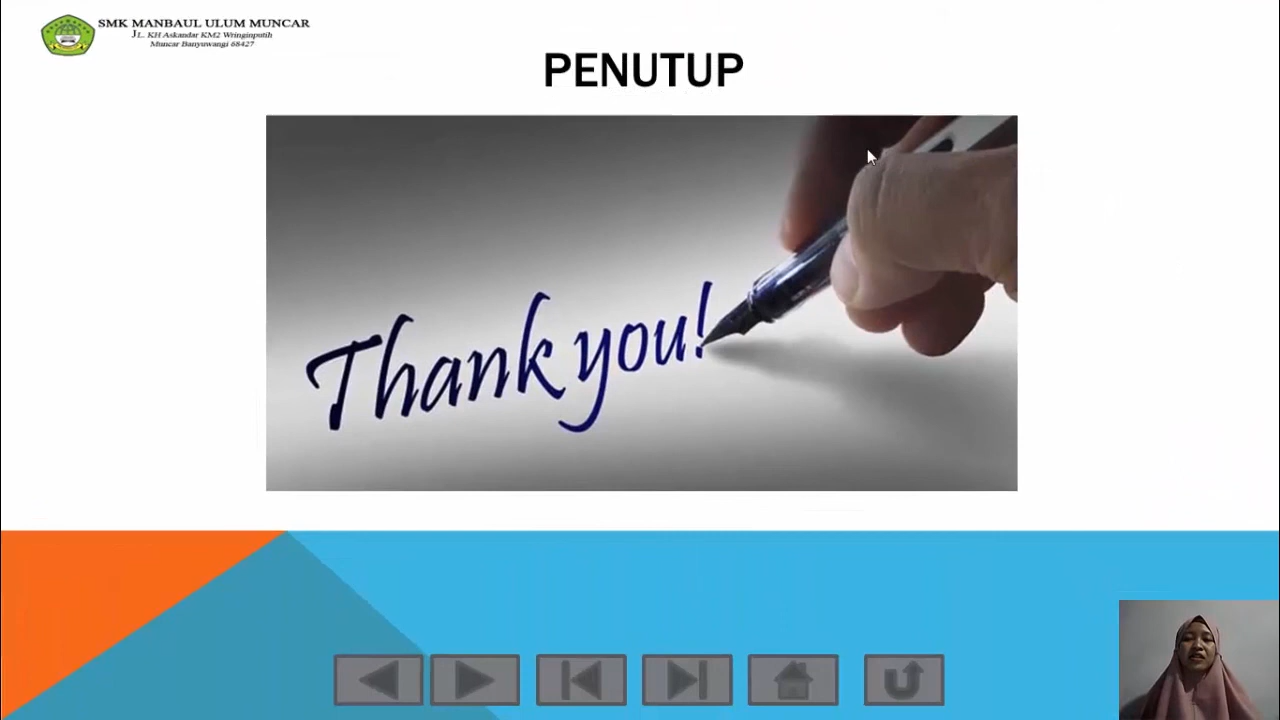 SMK MANBAUL ULUM MUNCAR
JL. KH Askandar KM2 Wringinputih
Muncar Banyuwangi 68427
PENUTUP
Thank you!